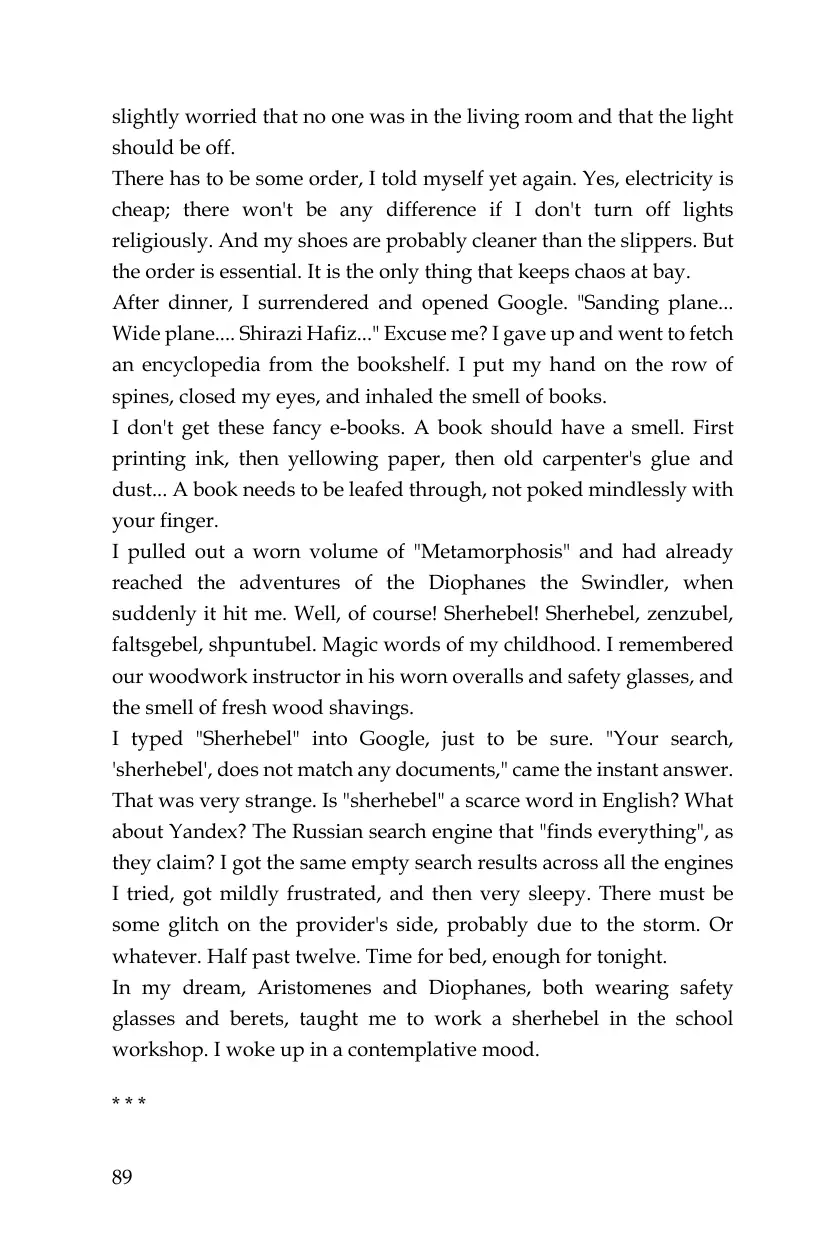 slightly worried that no one was in the living room and that the light
should be off.
There has to be some order, I told myself yet again. Yes, electricity is
cheap; there won't be any difference if I don't turn off lights
religiously. And my shoes are probably cleaner than the slippers. But
the order is essential. It is the only thing that keeps chaos at bay.
After dinner, I surrendered and opened Google. "Sanding plane...
Wide plane.... Shirazi Hafiz..." Excuse me? I gave up and went to fetch
an encyclopedia from the bookshelf. I put my hand on the row of
spines, closed my eyes, and inhaled the smell of books.
I don't get these fancy e-books. A book should have a smell. First
printing ink, then yellowing paper, then old carpenter's glue and
dust... A book needs to be leafed through, not poked mindlessly with
your finger.
I pulled out a worn volume of "Metamorphosis" and had already
reached the adventures of the Diophanes the Swindler, when
suddenly it hit me. Well, of course! Sherhebel! Sherhebel, zenzubel,
faltsgebel, shpuntubel. Magic words of my childhood. I remembered
our woodwork instructor in his worn overalls and safety glasses, and
the smell of fresh wood shavings.
I typed "Sherhebel" into Google, just to be sure. "Your search,
'sherhebel', does not match any documents," came the instant answer.
That was very strange. Is "sherhebel" a scarce word in English? What
about Yandex? The Russian search engine that "finds everything", as
they claim? I got the same empty search results across all the engines
I tried, got mildly frustrated, and then very sleepy. There must be
some glitch on the provider's side, probably due to the storm. Or
whatever. Half past twelve. Time for bed, enough for tonight.
In my dream, Aristomenes and Diophanes, both wearing safety
glasses and berets, taught me to work a sherhebel in the school
workshop. I woke up in a contemplative mood.
* * *
89